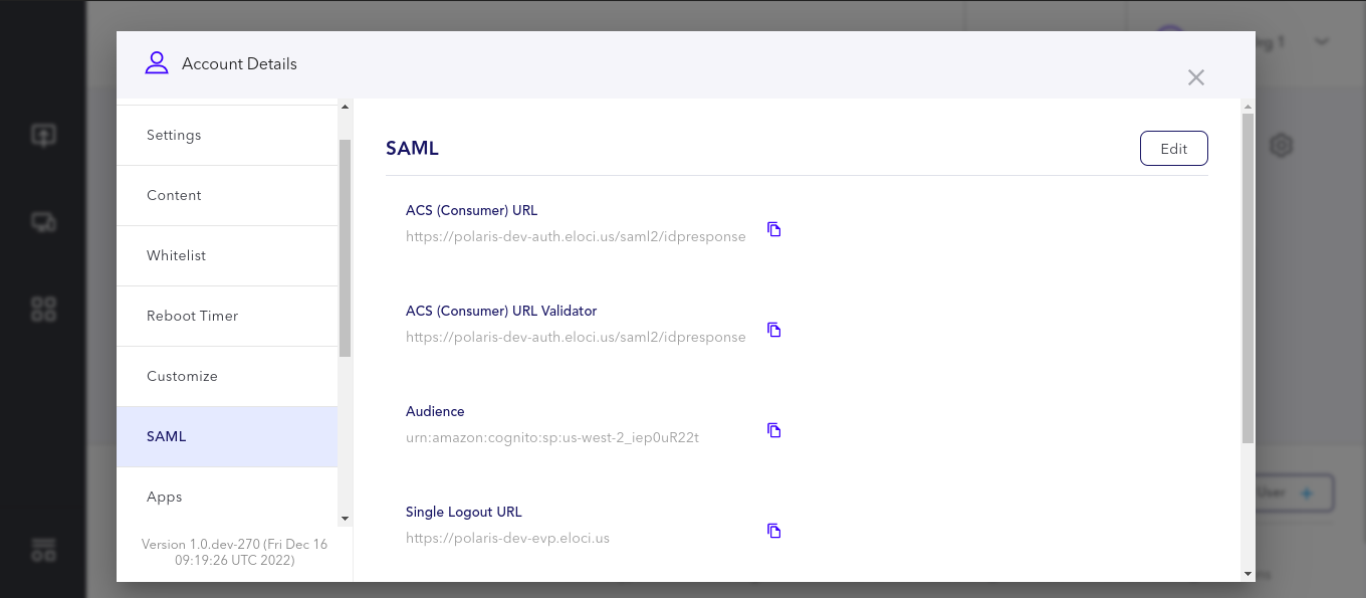 Account Details
Settings
Content
Whitelist
Reboot Timer
Customize
SAML
Apps
Version 1.0.dev-270 (Fri Dec 16
09:19:26 UTC 2022)
SAML
Edit
ACS (Consumer) URL
https://polaris-dev-auth.eloci.us/saml2/idpresponse
ACS (Consumer) URL Validator
https://polaris-dev-auth.eloci.us/saml2/idpresponse
Audience
urn:amazon:cognito:sp:us-west-2_iep0uR22t
Single Logout URL
https://polaris-dev-evp.eloci.us
User +